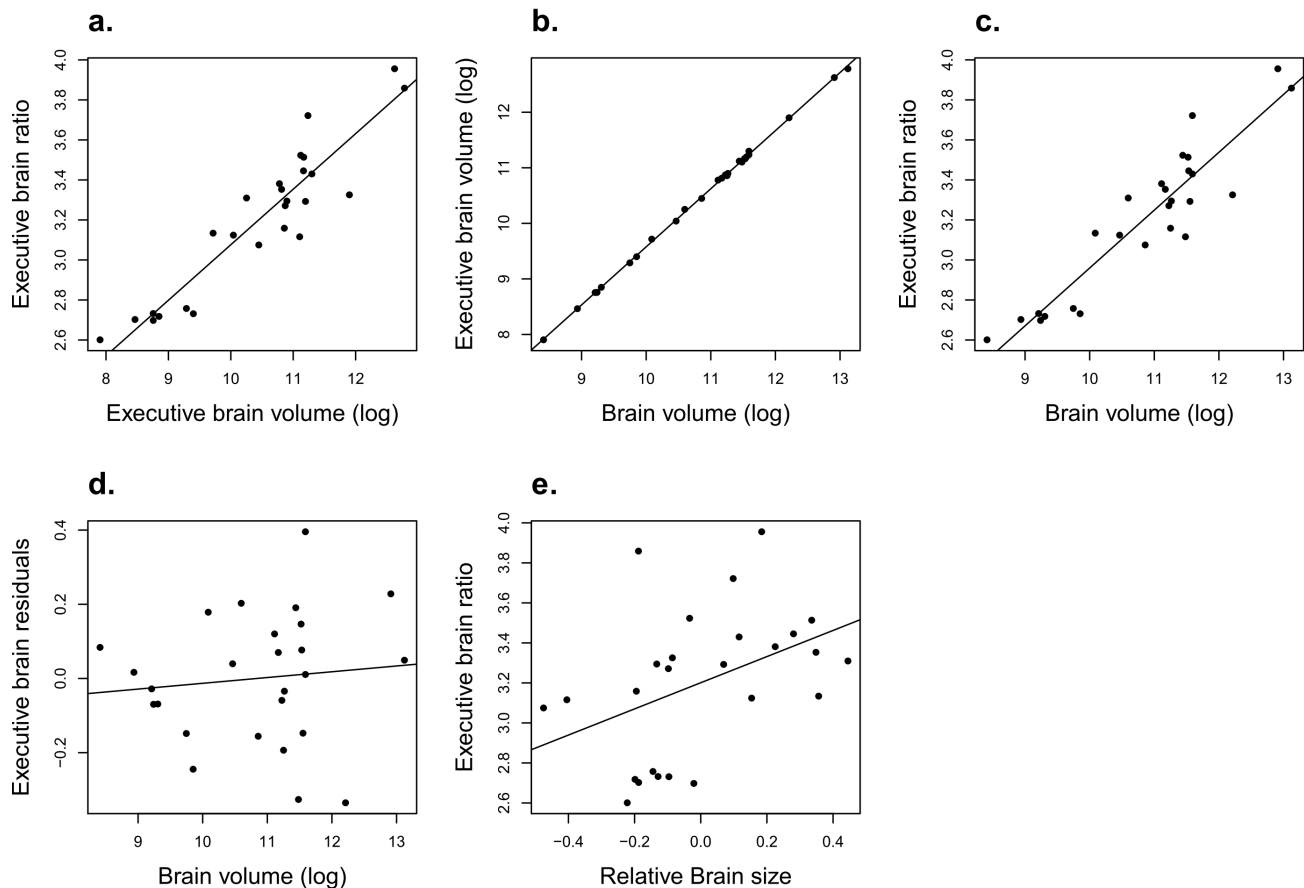 a.
Executive brain ratio
4.0
3.8
3.6
3.4
3.2
3.0
2.8
2.6
8 9 10 11 12
Executive brain volume (log)
b.
Executive brain volume (log)
12
11
10
9
8
9 10 11 12 13
Brain volume (log)
c.
Executive brain ratio
4.0
3.8
3.6
3.4
3.2
3.0
2.8
2.6
9 10 11 12 13
Brain volume (log)
d.
Executive brain residuals
0.4
0.2
0.0
−0.2
9 10 11 12 13
Brain volume (log)
e.
Executive brain ratio
4.0
3.8
3.6
3.4
3.2
3.0
2.8
2.6
−0.4 −0.2 0.0 0.2 0.4
Relative Brain size